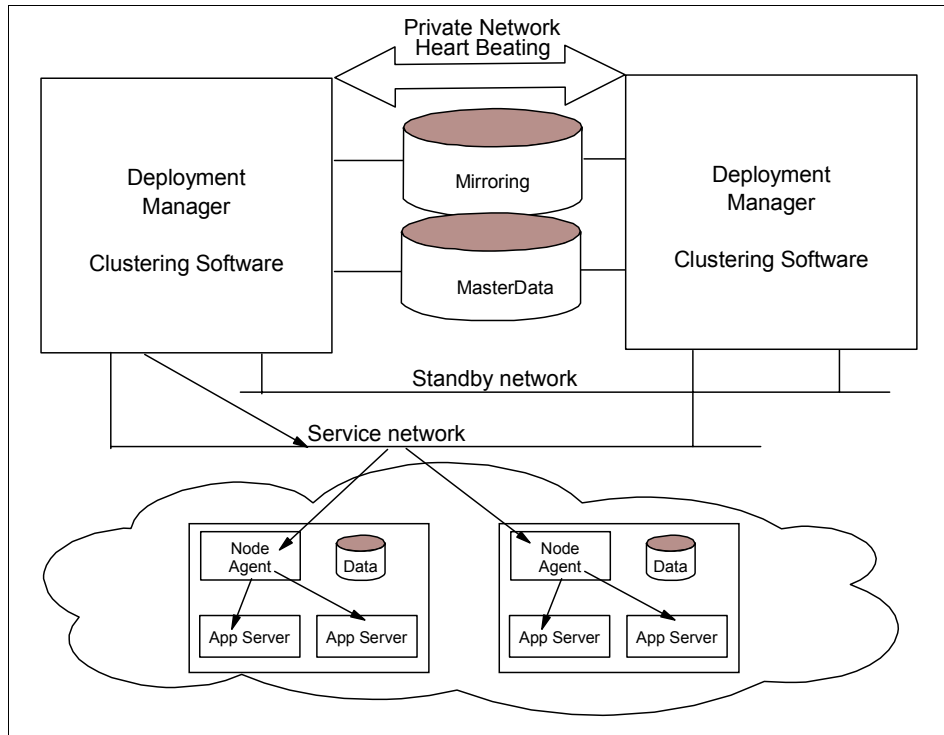 Private Network
Heart Beating
Deployment
Manager
Clustering Software
Mirroring
MasterData
Deployment
Manager
Clustering Software
Standby network
Service network
Node
Agent
Data
App Server
App Server
Node
Agent
Data
App Server
App Server